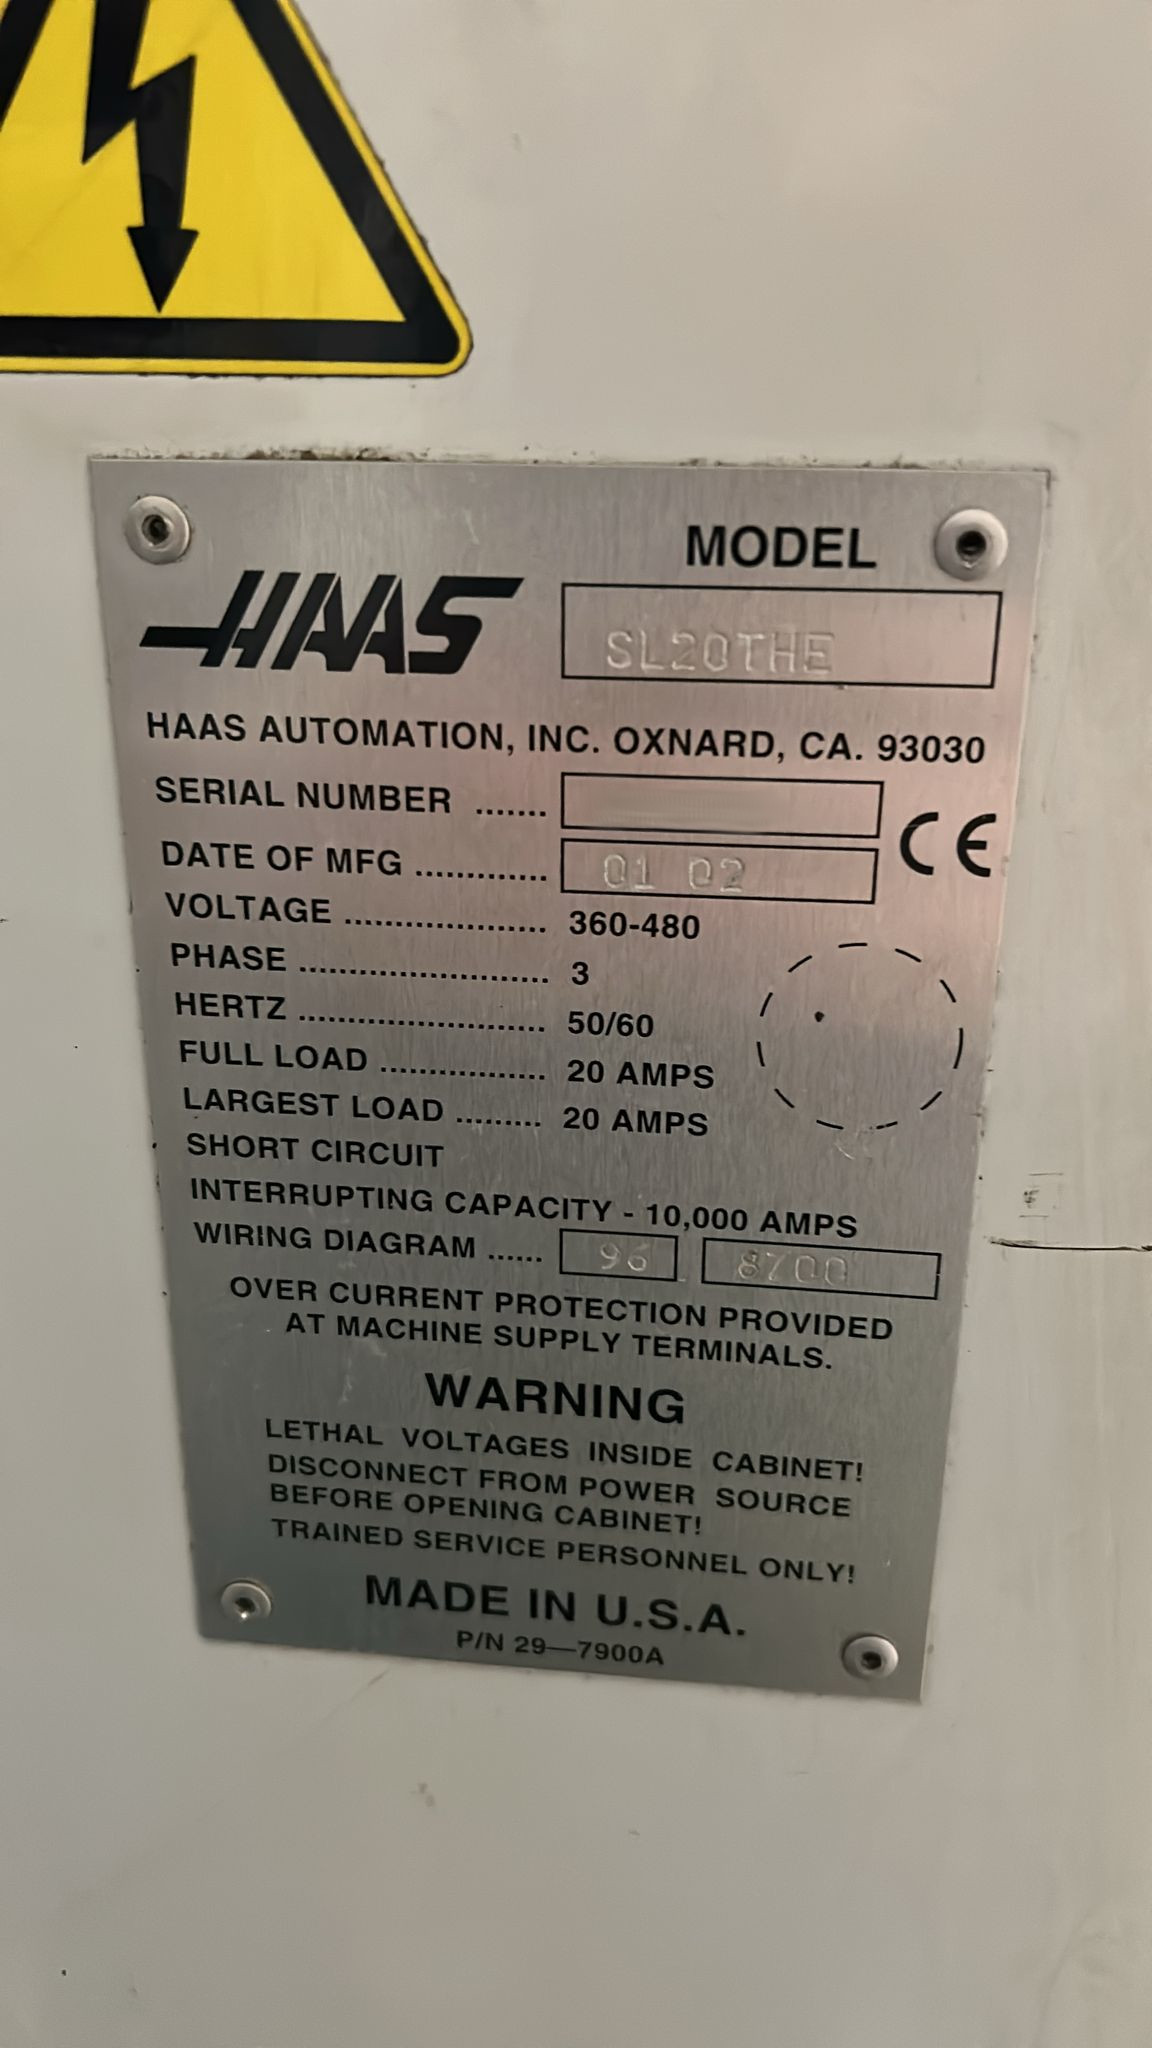 MODEL
HAAS
SL20THE
HAAS AUTOMATION, INC. OXNARD, CA. 93030
SERIAL NUMBER .......
CE
DATE OF MFG ............. 01 02
VOLTAGE .................... 360-480
PHASE ......................... 3
HERTZ ......................... 50/60
FULL LOAD ................. 20 AMPS
LARGEST LOAD ......... 20 AMPS
SHORT CIRCUIT
INTERRUPTING CAPACITY - 10,000 AMPS
WIRING DIAGRAM ...... 96 8700
OVER CURRENT PROTECTION PROVIDED
AT MACHINE SUPPLY TERMINALS.
WARNING
LETHAL VOLTAGES INSIDE CABINET!
DISCONNECT FROM POWER SOURCE
BEFORE OPENING CABINET!
TRAINED SERVICE PERSONNEL ONLY!
MADE IN U.S.A.
P/N 29—7900A